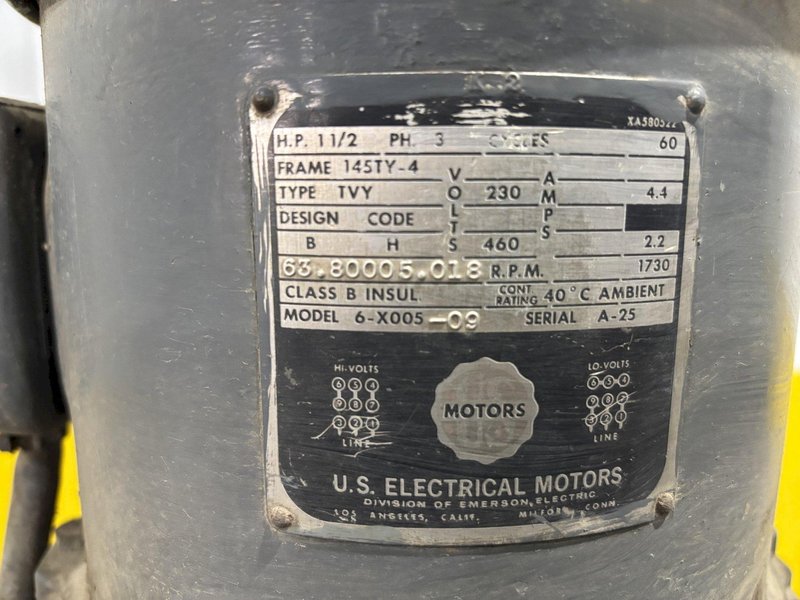 XA580522
H.P. 1 1/2 PH. 3 CYCLES 60
FRAME 145TY-4
TYPE TVY VOLTS 230 AMPS 4.4
DESIGN CODE
B H 460 2.2
63.80005.018 R.P.M. 1730
CLASS B INSUL. CONT. RATING 40°C AMBIENT
MODEL 6-X005-09 SERIAL A-25
HI-VOLTS LO-VOLTS
6 5 4 6 5 4
9 8 7 9 8 7
3 2 1 3 2 1
LINE LINE
MOTORS
U.S. ELECTRICAL MOTORS
DIVISION OF EMERSON ELECTRIC
LOS ANGELES, CALIF. MILFORD, CONN.